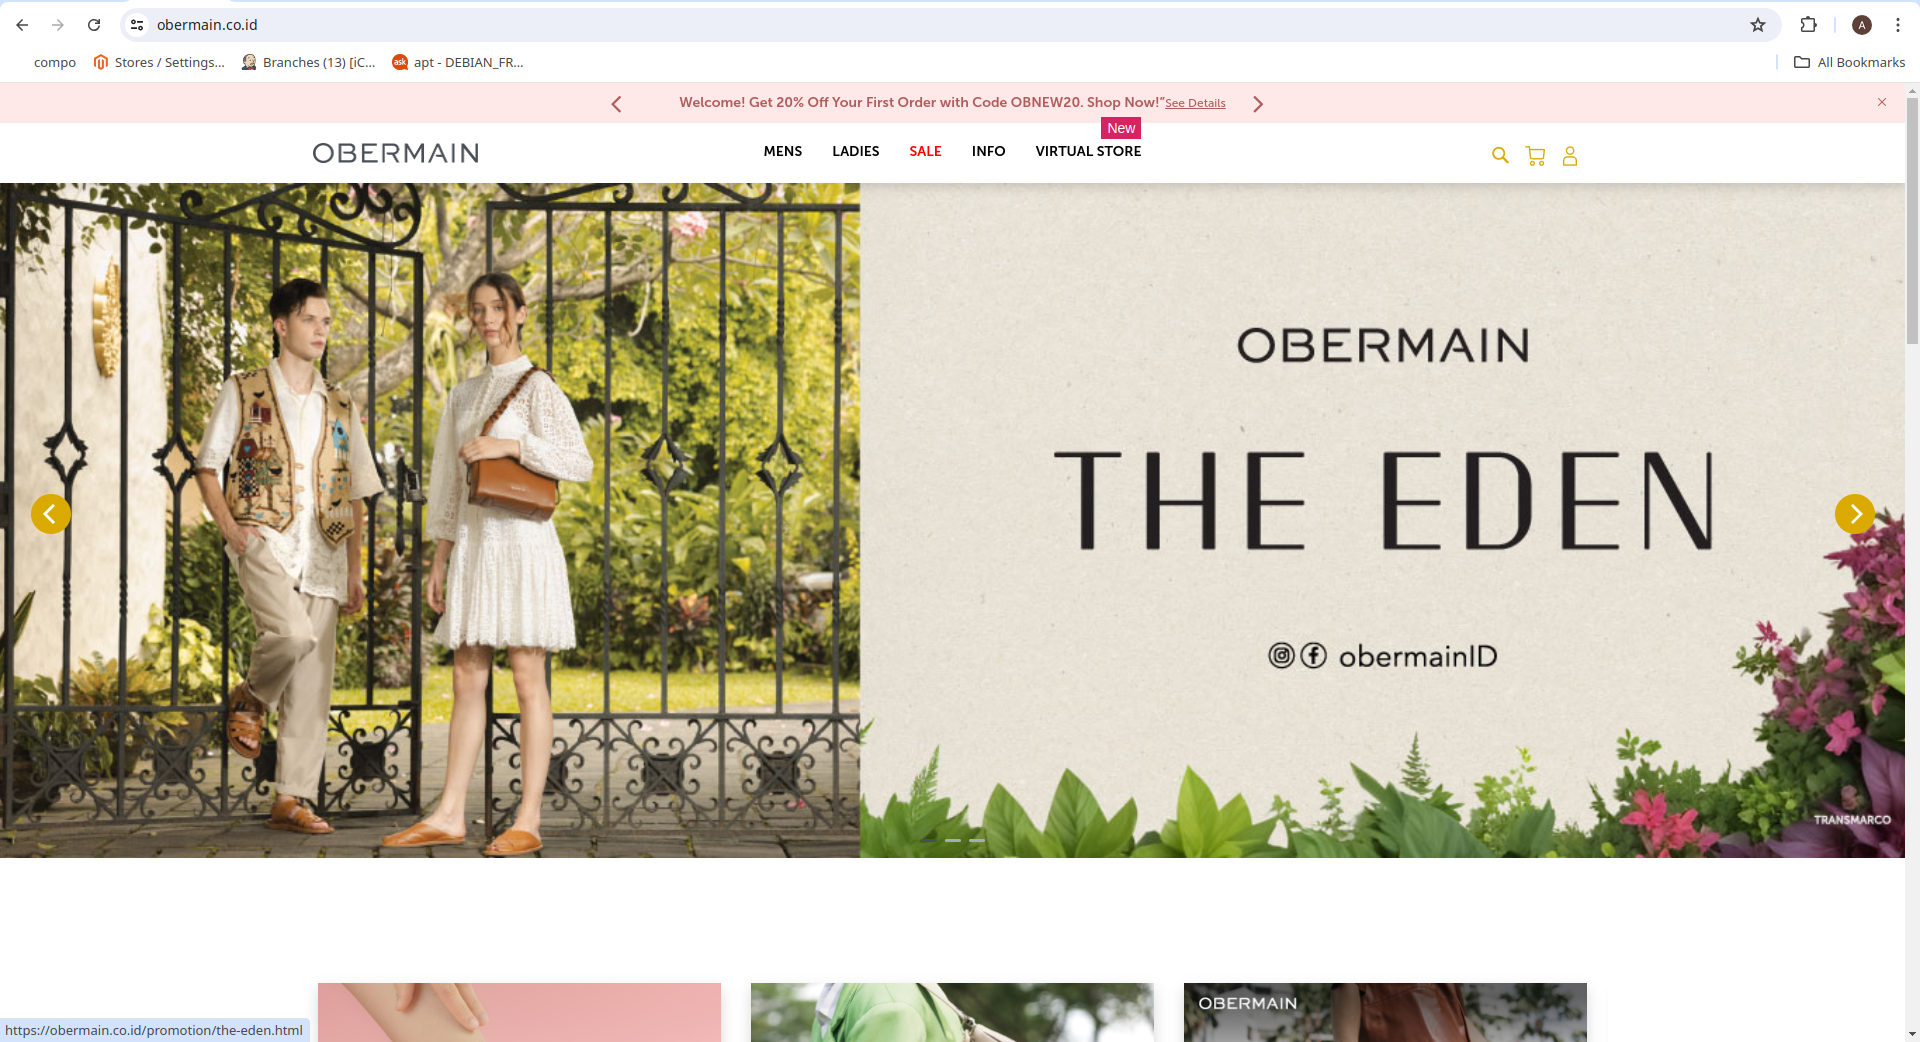 obermain.co.id
A
compo
Stores / Settings...
Branches (13) [iC...
ask
apt - DEBIAN_FR...
All Bookmarks
Welcome! Get 20% Off Your First Order with Code OBNEW20. Shop Now!"See Details
New
OBERMAIN
MENS
LADIES
SALE
INFO
VIRTUAL STORE
OBERMAIN
THE EDEN
obermainID
TRANSMARCO
OBERMAIN
https://obermain.co.id/promotion/the-eden.html